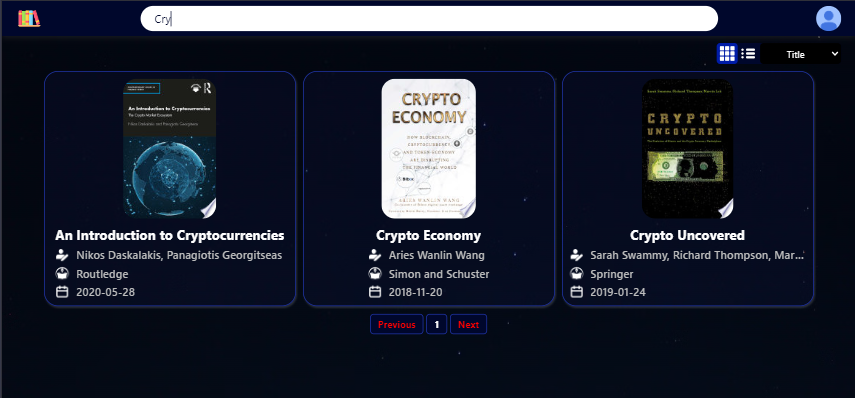 Cry
Title
An Introduction to Cryptocurrencies
The Crypto Market Ecosystem
Nikos Daskalakis and Panagiotis Georgitseas
CRYPTO
ECONOMY
HOW BLOCKCHAIN,
CRYPTOCURRENCY,
AND TOKEN-ECONOMY
ARE DISRUPTING
THE FINANCIAL WORLD
ARIES WANLIN WANG
CRYPTO
UNCOVERED
An Introduction to Cryptocurrencies
Nikos Daskalakis, Panagiotis Georgitseas
Routledge
2020-05-28
Crypto Economy
Aries Wanlin Wang
Simon and Schuster
2018-11-20
Crypto Uncovered
Sarah Swammy, Richard Thompson, Mar...
Springer
2019-01-24
Previous
1
Next